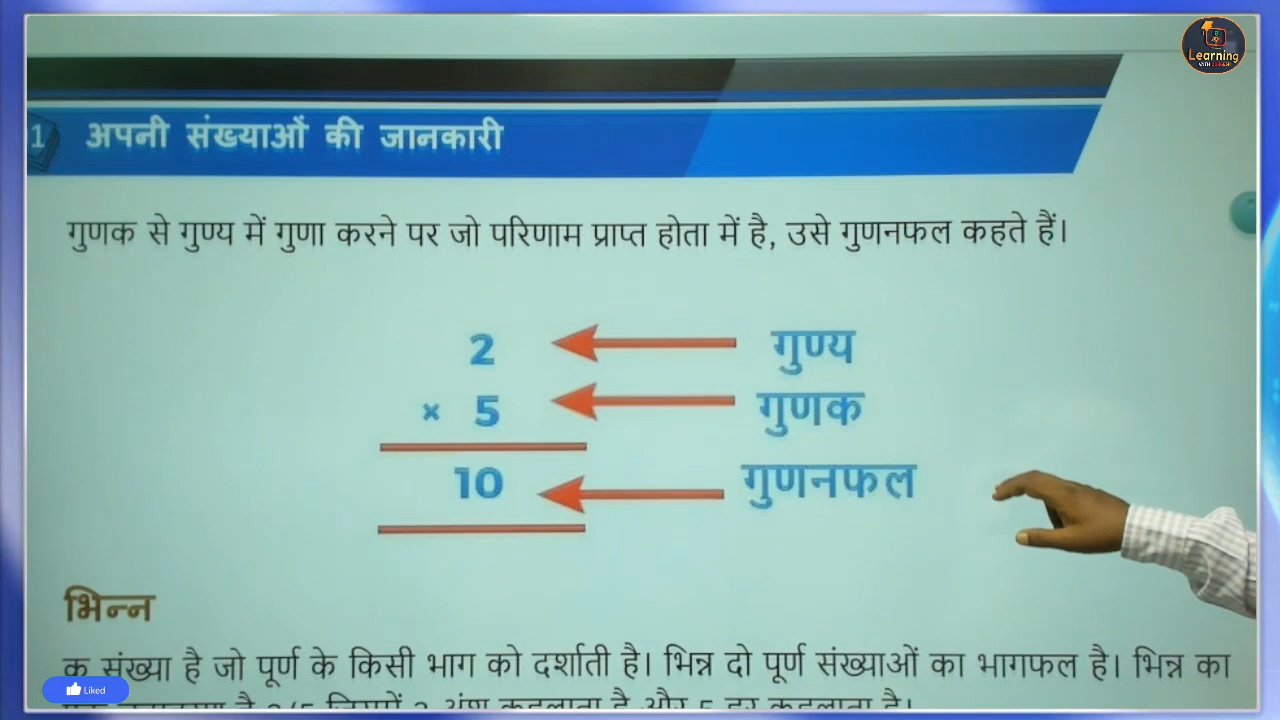 Learning
1 अपनी संख्याओं की जानकारी
गुणक से गुण्य में गुणा करने पर जो परिणाम प्राप्त होता में है, उसे गुणनफल कहते हैं।
2 गुण्य
× 5 गुणक
10 गुणनफल
भिन्न
क संख्या है जो पूर्ण के किसी भाग को दर्शाती है। भिन्न दो पूर्ण संख्याओं का भागफल है। भिन्न का
Liked